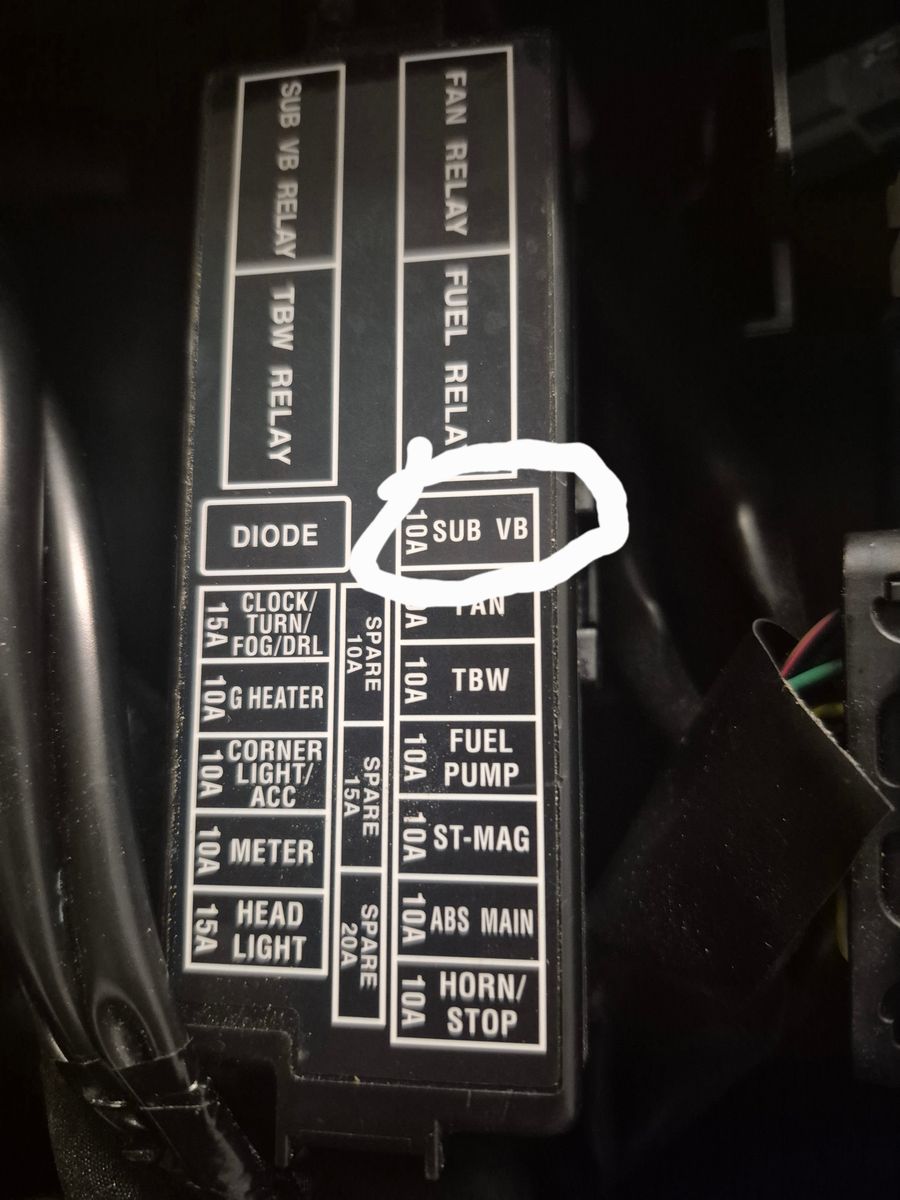 SUB VB RELAY
TBW RELAY
FAN RELAY
FUEL RELAY
DIODE
15A
CLOCK/
TURN/
FOG/DRL
10A
G HEATER
10A
CORNER
LIGHT/
ACC
10A
METER
15A
HEAD
LIGHT
SPARE
10A
SPARE
15A
SPARE
20A
10A
SUB VB
FAN
10A
TBW
10A
FUEL
PUMP
10A
ST-MAG
10A
ABS MAIN
10A
HORN/
STOP